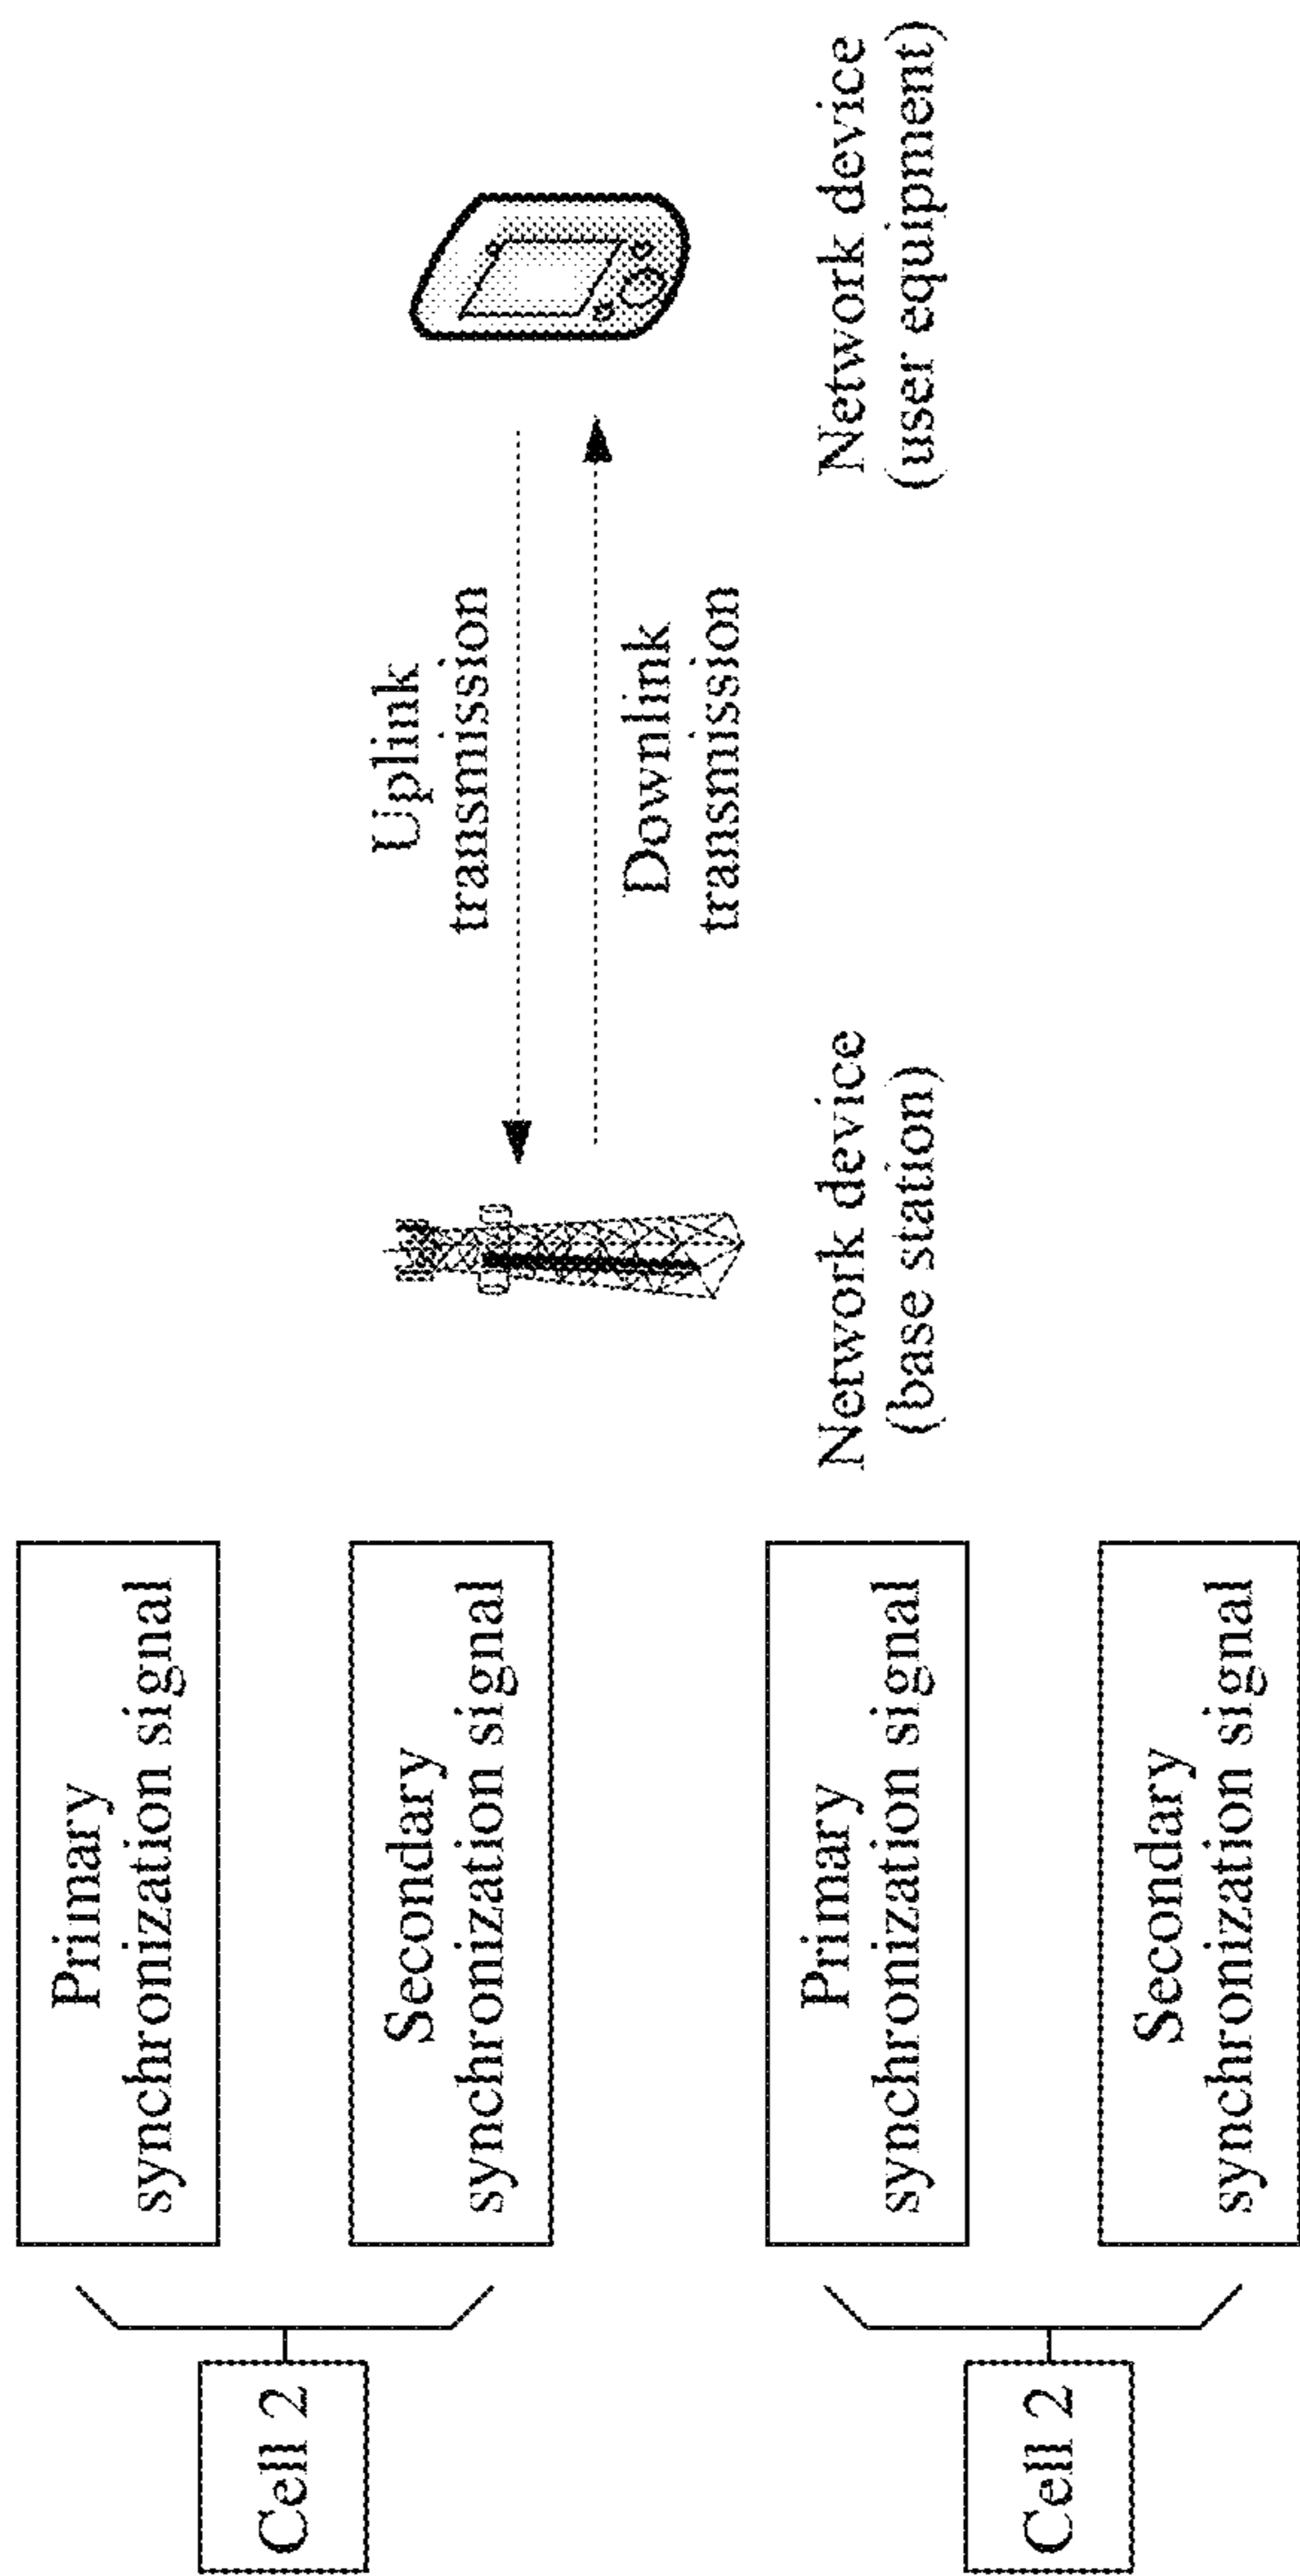 Cell 2
Primary
synchronization signal
Secondary
synchronization signal
Cell 2
Primary
synchronization signal
Secondary
synchronization signal
Uplink
transmission
Downlink
transmission
Network device
(base station)
Network device
(user equipment)